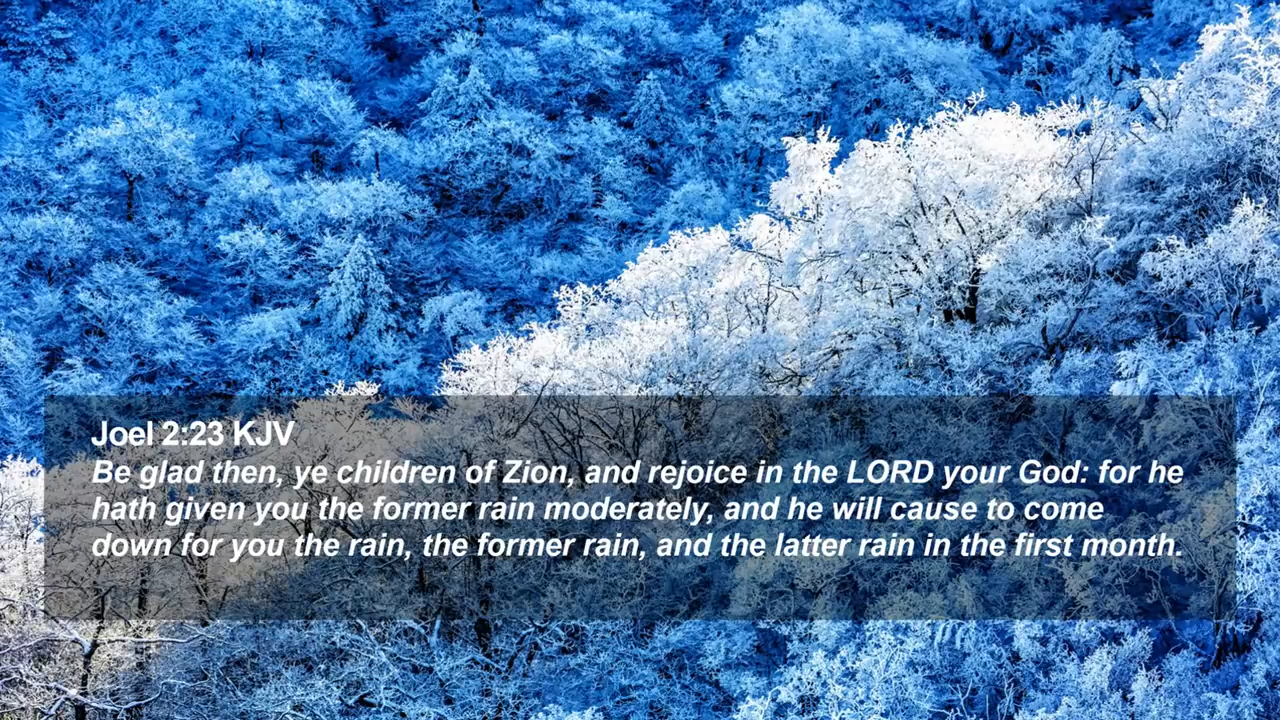 Joel 2:23 KJV
Be glad then, ye children of Zion, and rejoice in the LORD your God: for he
hath given you the former rain moderately, and he will cause to come
down for you the rain, the former rain, and the latter rain in the first month.